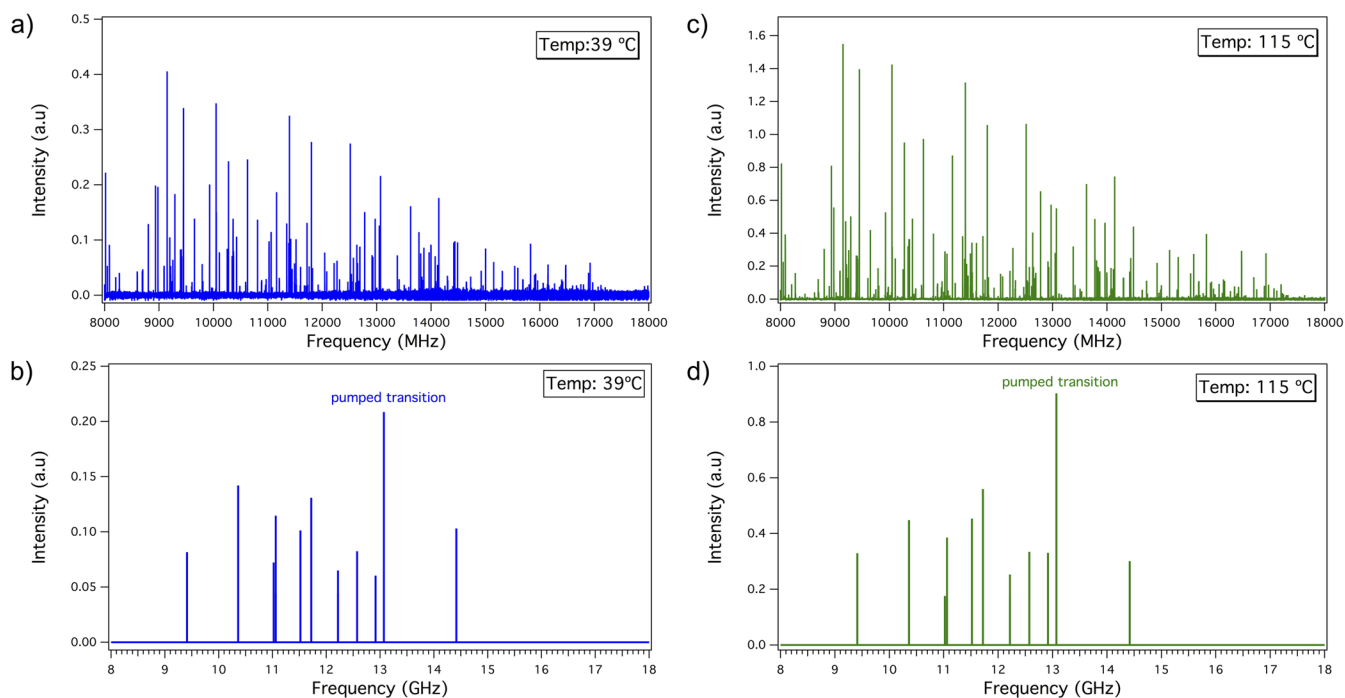 a)
Temp:39 ºC
Intensity (a.u)
0.5
0.4
0.3
0.2
0.1
0.0
8000 9000 10000 11000 12000 13000 14000 15000 16000 17000 18000
Frequency (MHz)
c)
Temp: 115 ºC
Intensity (a.u)
1.6
1.4
1.2
1.0
0.8
0.6
0.4
0.2
0.0
8000 9000 10000 11000 12000 13000 14000 15000 16000 17000 18000
Frequency (MHz)
b)
Temp: 39ºC
pumped transition
Intensity (a.u)
0.25
0.20
0.15
0.10
0.05
0.00
8 9 10 11 12 13 14 15 16 17 18
Frequency (GHz)
d)
Temp: 115 ºC
pumped transition
Intensity (a.u)
1.0
0.8
0.6
0.4
0.2
0.0
8 9 10 11 12 13 14 15 16 17 18
Frequency (GHz)